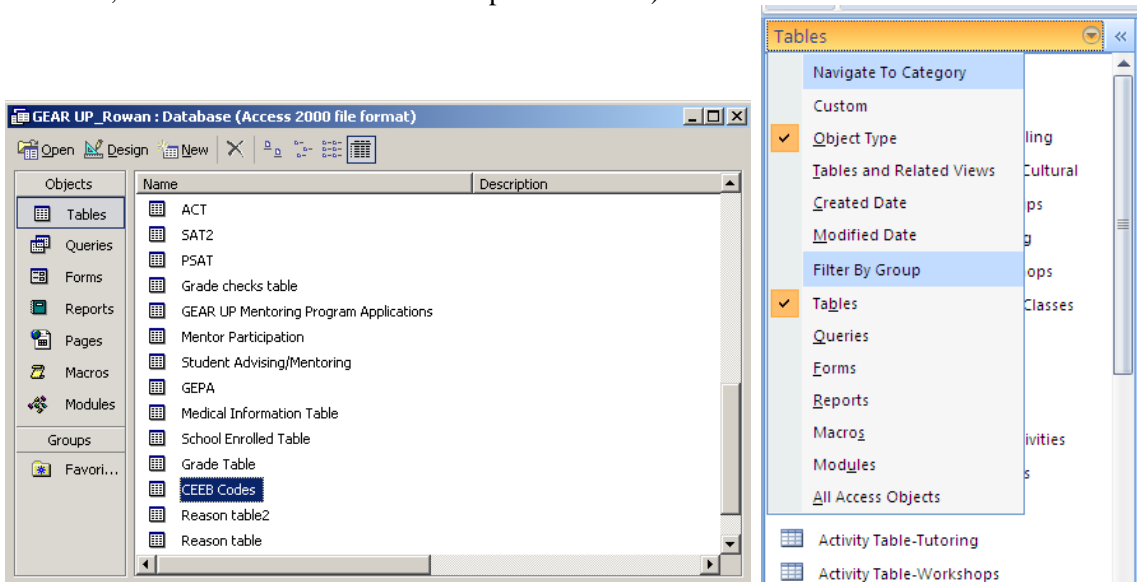 GEAR UP_Rowan : Database (Access 2000 file format)
Open Design New
Objects
Tables
Queries
Forms
Reports
Pages
Macros
Modules
Groups
Favori...
Name Description
ACT
SAT2
PSAT
Grade checks table
GEAR UP Mentoring Program Applications
Mentor Participation
Student Advising/Mentoring
GEPA
Medical Information Table
School Enrolled Table
Grade Table
CEEB Codes
Reason table2
Reason table
Tables
Navigate To Category
Custom
Object Type
Tables and Related Views
Created Date
Modified Date
Filter By Group
Tables
Queries
Forms
Reports
Macros
Modules
All Access Objects
ling
Cultural
ps
g
ops
Classes
ivities
s
Activity Table-Tutoring
Activity Table-Workshops